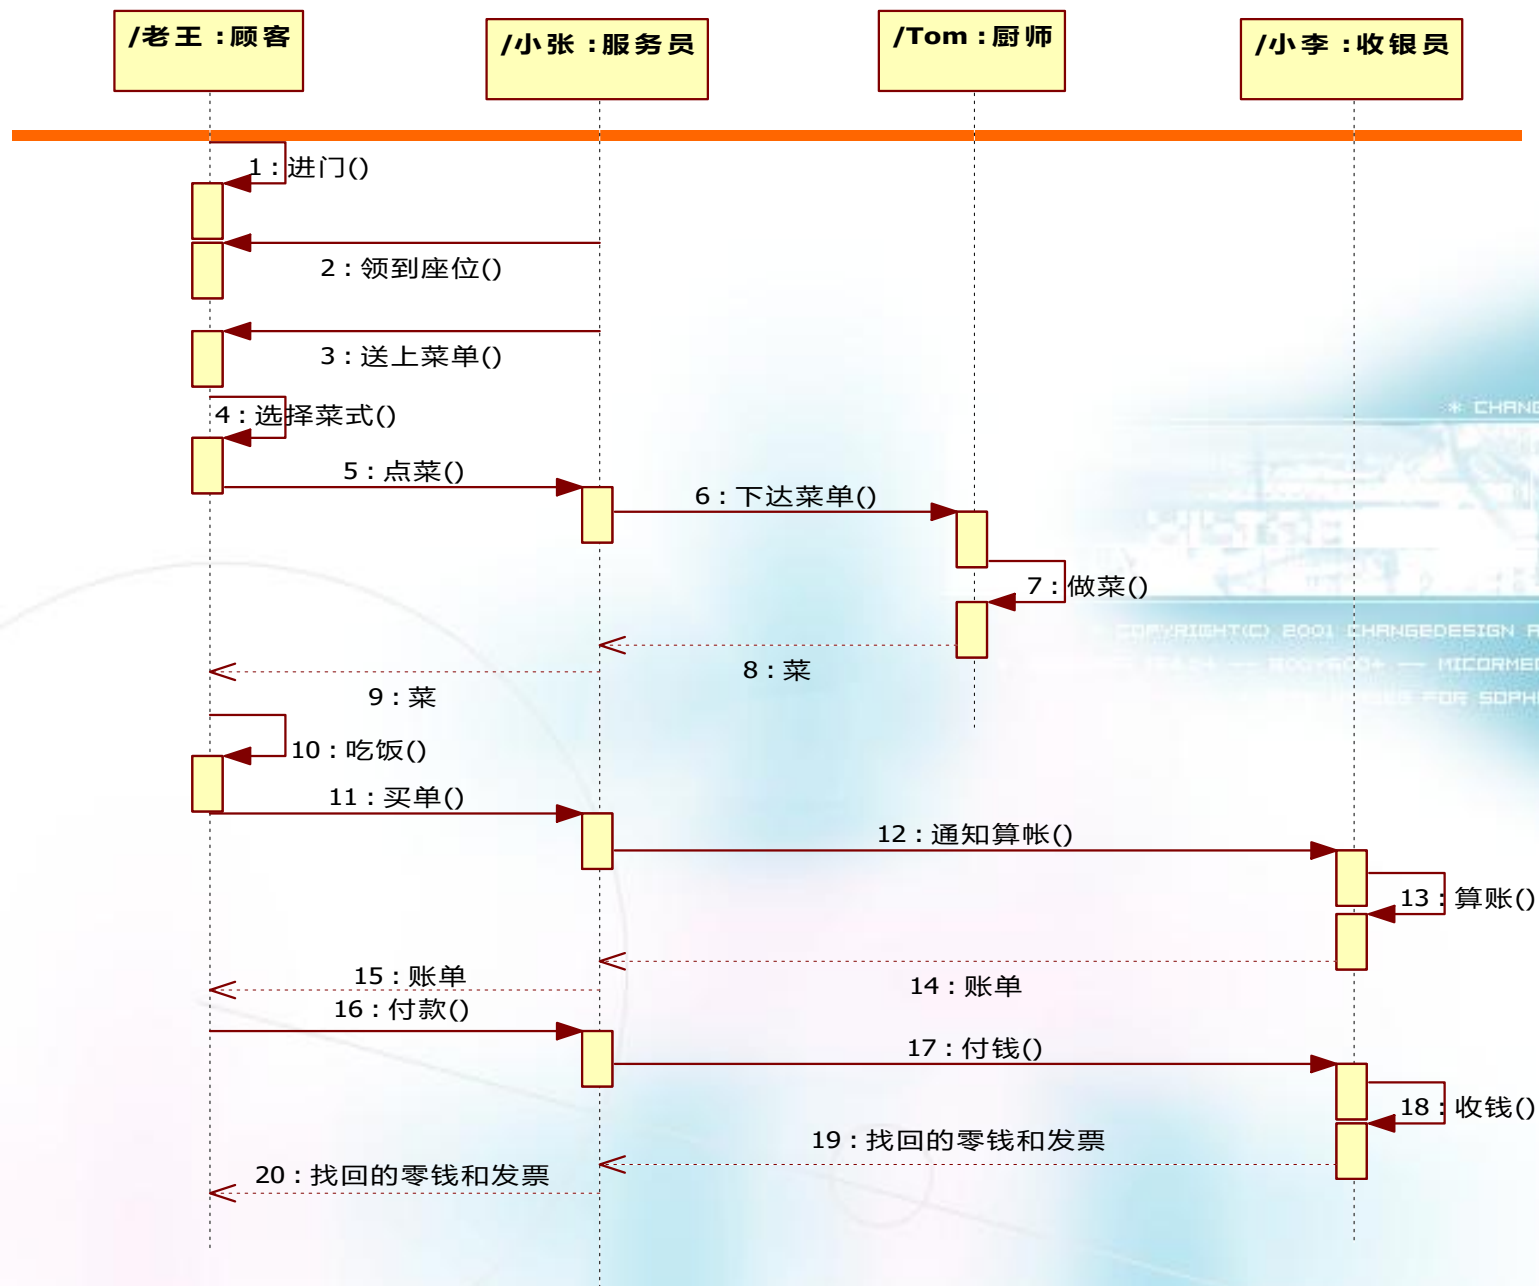 /老王 : 顾客
/小张 : 服务员
/Tom : 厨师
/小李 : 收银员
1 : 进门()
2 : 领到座位()
3 : 送上菜单()
* CHANG
4 : 选择菜式()
5 : 点菜()
6 : 下达菜单()
7 : 做菜()
COPYRIGHT(C) 2001 CHANGEDESIGN
8 : 菜
9 : 菜
FOR SOPH
10 : 吃饭()
11 : 买单()
12 : 通知算帐()
13 : 算账()
14 : 账单
15 : 账单
16 : 付款()
17 : 付钱()
18 : 收钱()
19 : 找回的零钱和发票
20 : 找回的零钱和发票